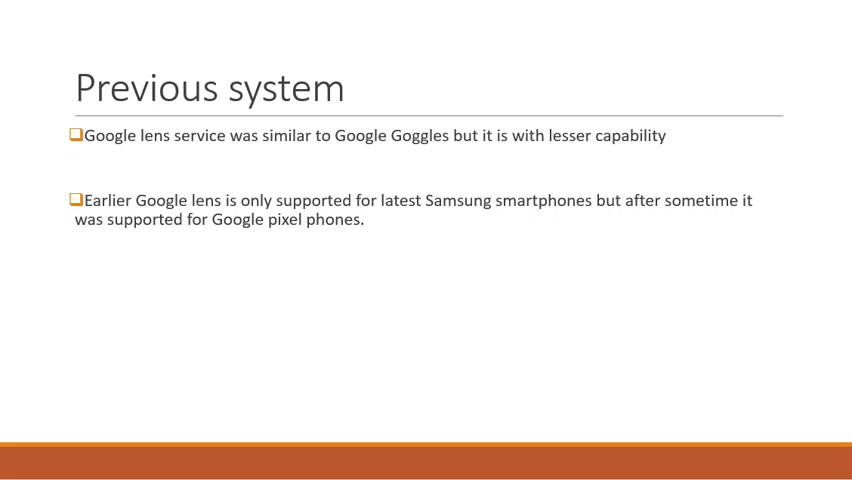 Previous system
Google lens service was similar to Google Goggles but it is with lesser capability
Earlier Google lens is only supported for latest Samsung smartphones but after sometime it
was supported for Google pixel phones.